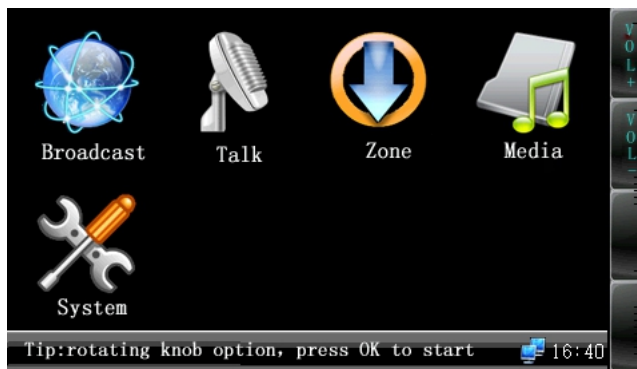 Broadcast Talk Zone Media
VOL+
VOL-
System
Tip:rotating knob option, press OK to start 16:40